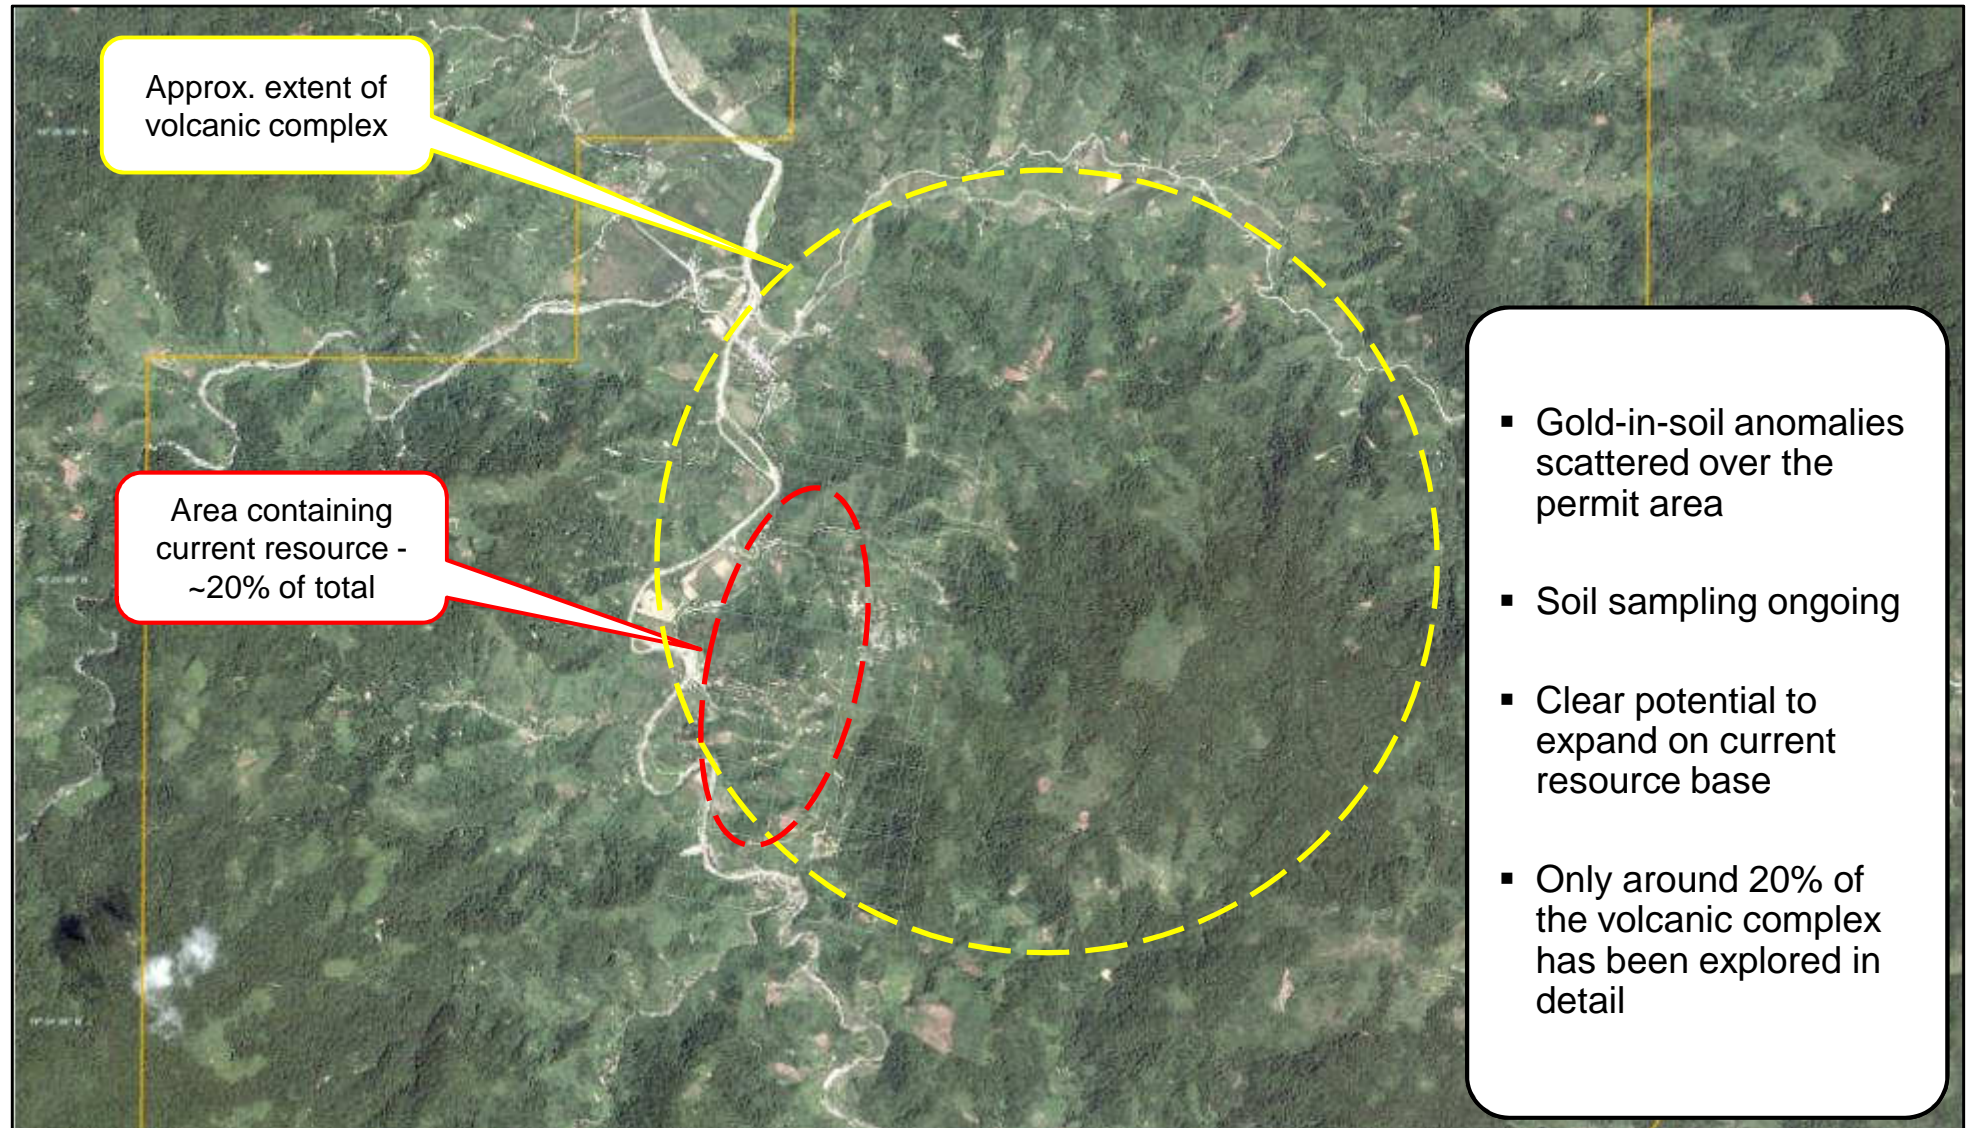 Approx. extent of
volcanic complex
Area containing
current resource -
~20% of total
▪ Gold-in-soil anomalies
scattered over the
permit area
▪ Soil sampling ongoing
▪ Clear potential to
expand on current
resource base
▪ Only around 20% of
the volcanic complex
has been explored in
detail